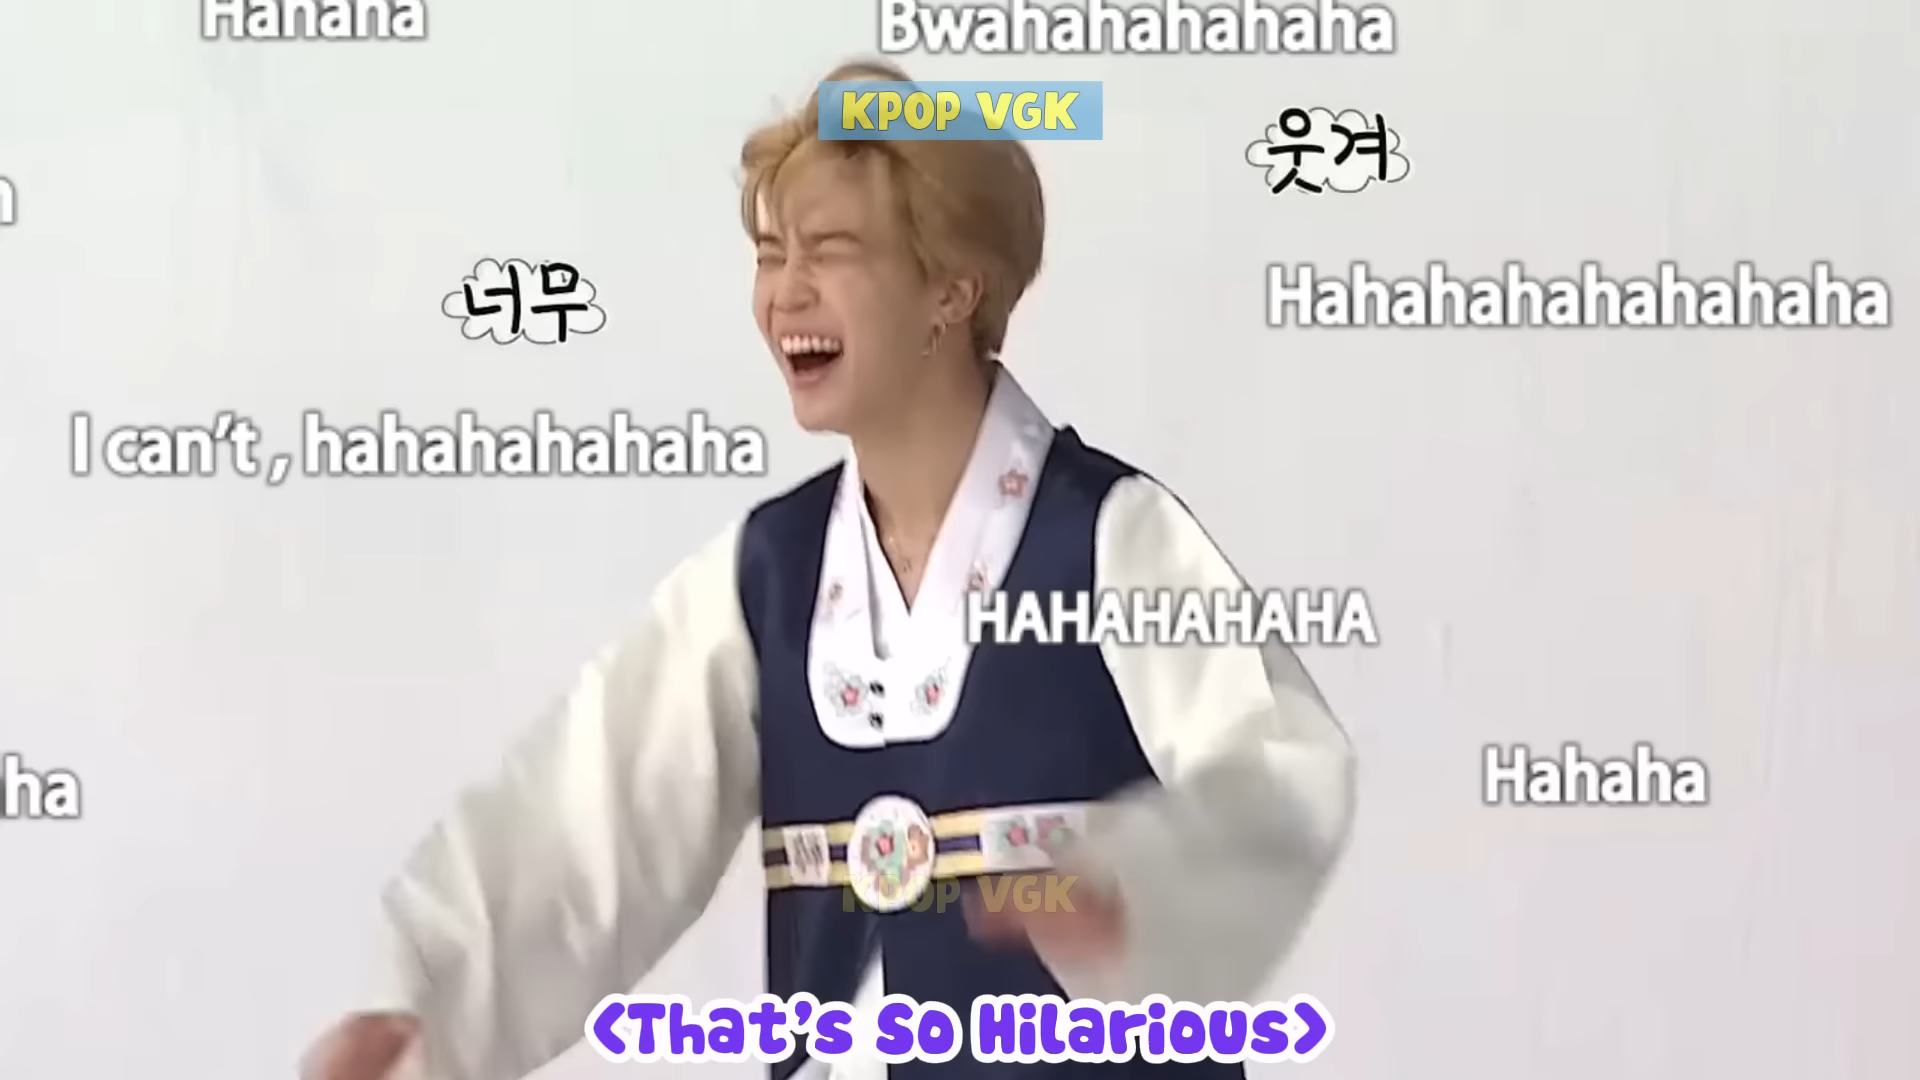 Hahaha
Bwahahahahaha
KPOP VGK
웃겨
너무
Hahahahahahahaha
I can't, hahahahahaha
HAHAHAHAHA
ha
Hahaha
KPOP VGK
<That's So Hilarious>